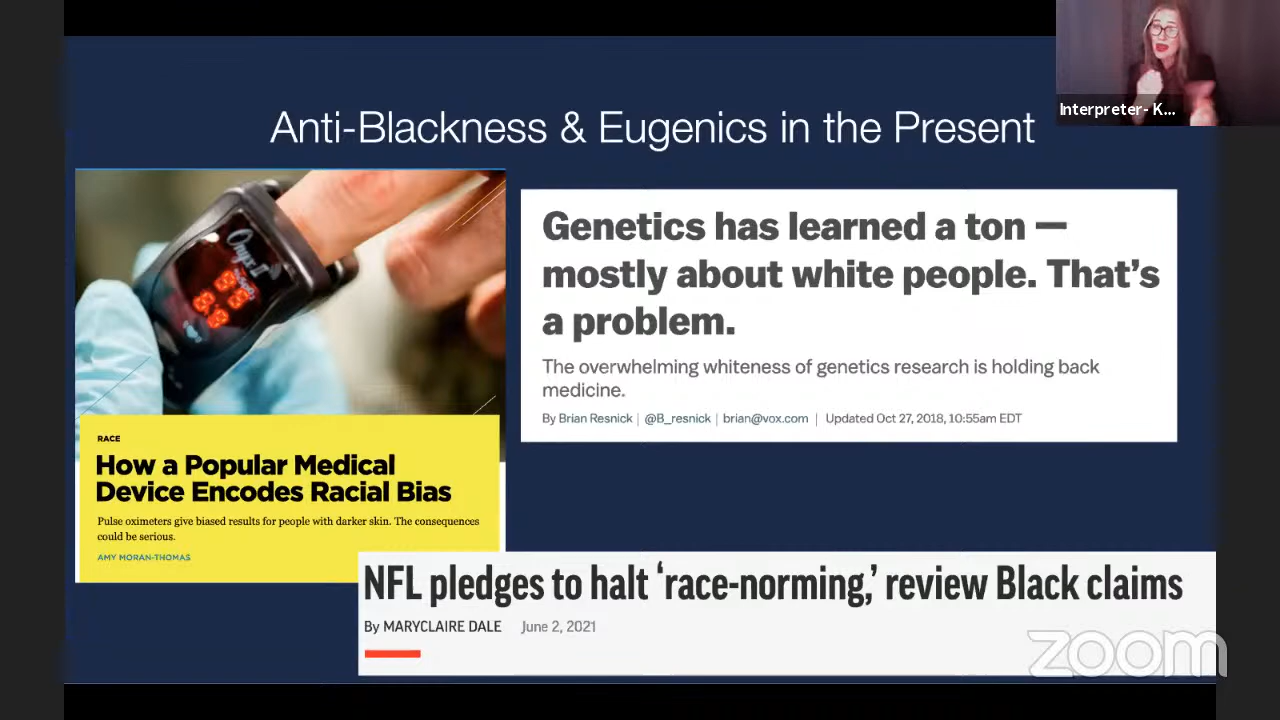 Interpreter- K...
Anti-Blackness & Eugenics in the Present
Onyx II
RACE
How a Popular Medical
Device Encodes Racial Bias
Pulse oximeters give biased results for people with darker skin. The consequences
could be serious.
AMY MORAN-THOMAS
Genetics has learned a ton —
mostly about white people. That’s
a problem.
The overwhelming whiteness of genetics research is holding back
medicine.
By Brian Resnick | @B_resnick | brian@vox.com | Updated Oct 27, 2018, 10:55am EDT
NFL pledges to halt ‘race-norming,’ review Black claims
By MARYCLAIRE DALE June 2, 2021
zoom